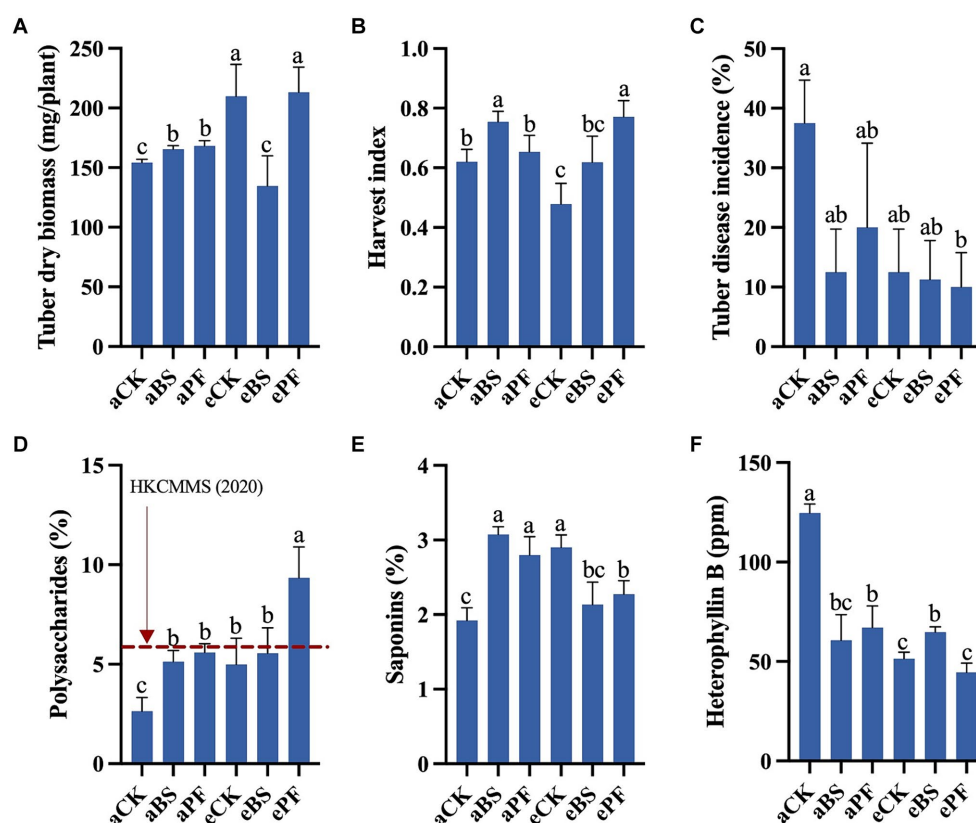 A
Tuber dry biomass (mg/plant)
250
200
150
100
50
0
c
b
b
a
c
a
aCK
aBS
aPF
eCK
eBS
ePF
B
Harvest index
1.0
0.8
0.6
0.4
0.2
0.0
b
a
b
c
bc
a
aCK
aBS
aPF
eCK
eBS
ePF
C
Tuber disease incidence (%)
50
40
30
20
10
0
a
ab
ab
ab
ab
b
aCK
aBS
aPF
eCK
eBS
ePF
D
Polysaccharides (%)
15
10
5
0
HKCMMS (2020)
c
b
b
b
b
a
aCK
aBS
aPF
eCK
eBS
ePF
E
Saponins (%)
4
3
2
1
0
c
a
a
a
bc
b
aCK
aBS
aPF
eCK
eBS
ePF
F
Heterophyllin B (ppm)
150
100
50
0
a
bc
b
c
b
c
aCK
aBS
aPF
eCK
eBS
ePF